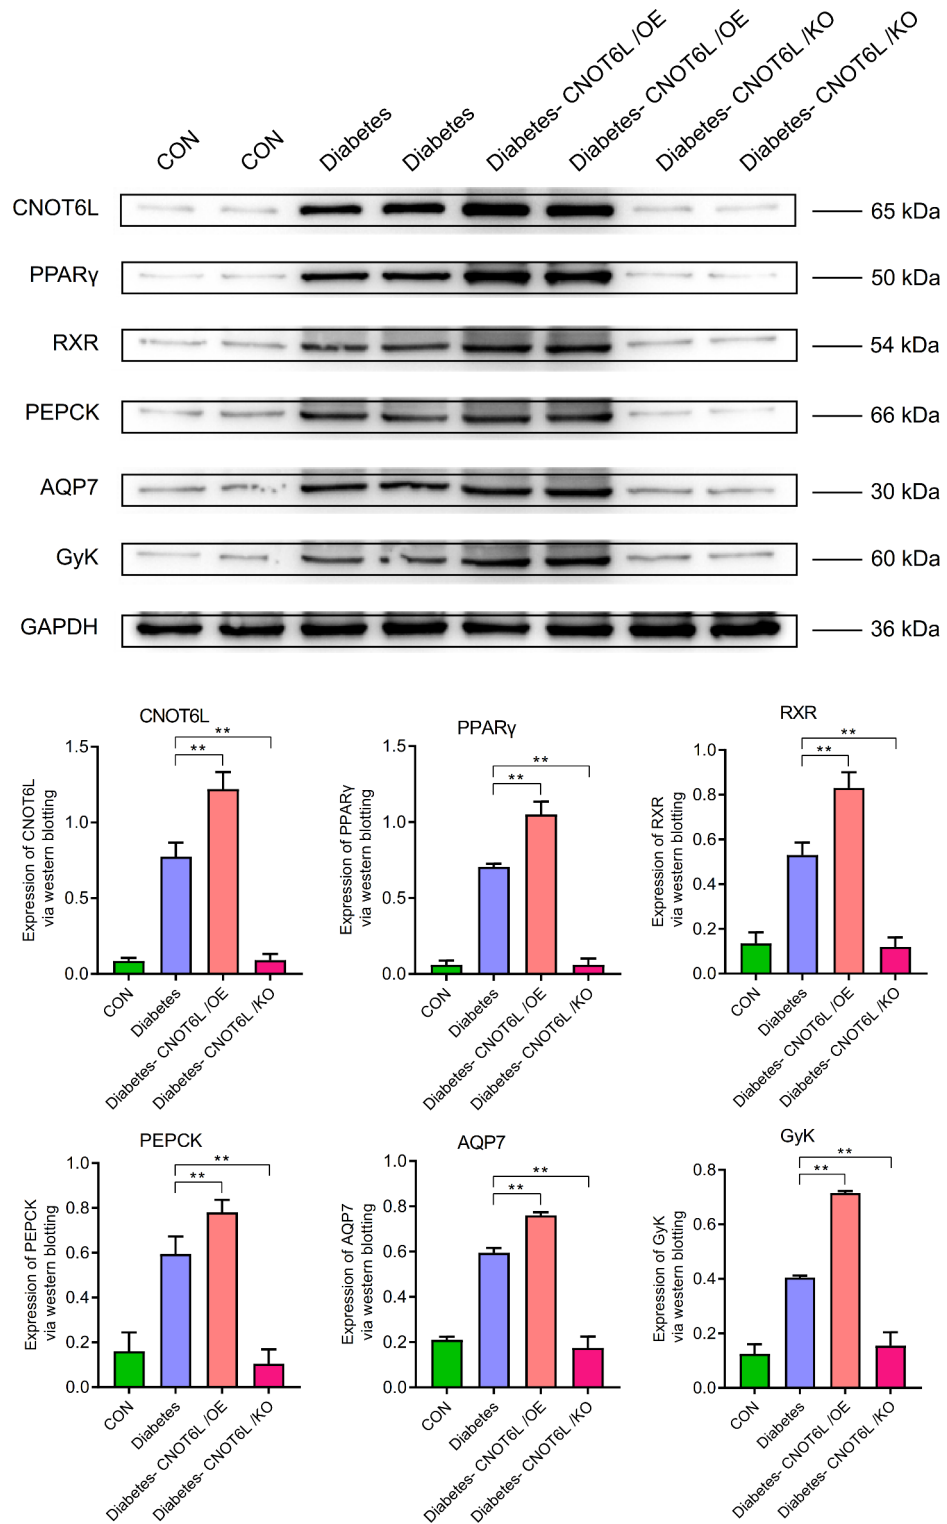 CON
CON
Diabetes
Diabetes
Diabetes- CNOT6L /OE
Diabetes- CNOT6L /OE
Diabetes- CNOT6L /KO
Diabetes- CNOT6L /KO
CNOT6L 65 kDa
PPARγ 50 kDa
RXR 54 kDa
PEPCK 66 kDa
AQP7 30 kDa
GyK 60 kDa
GAPDH 36 kDa
CNOT6L
Expression of CNOT6L
via western blotting
1.5
1.0
0.5
0.0
**
**
CON
Diabetes
Diabetes- CNOT6L /OE
Diabetes- CNOT6L /KO
PPARγ
Expression of PPARγ
via western blotting
1.5
1.0
0.5
0.0
**
**
CON
Diabetes
Diabetes- CNOT6L /OE
Diabetes- CNOT6L /KO
RXR
Expression of RXR
via western blotting
1.0
0.8
0.6
0.4
0.2
0.0
**
**
CON
Diabetes
Diabetes- CNOT6L /OE
Diabetes- CNOT6L /KO
PEPCK
Expression of PEPCK
via western blotting
1.0
0.8
0.6
0.4
0.2
0.0
**
**
CON
Diabetes
Diabetes- CNOT6L /OE
Diabetes- CNOT6L /KO
AQP7
Expression of AQP7
via western blotting
1.0
0.8
0.6
0.4
0.2
0.0
**
**
CON
Diabetes
Diabetes- CNOT6L /OE
Diabetes- CNOT6L /KO
GyK
Expression of GyK
via western blotting
0.8
0.6
0.4
0.2
0.0
**
**
CON
Diabetes
Diabetes- CNOT6L /OE
Diabetes- CNOT6L /KO